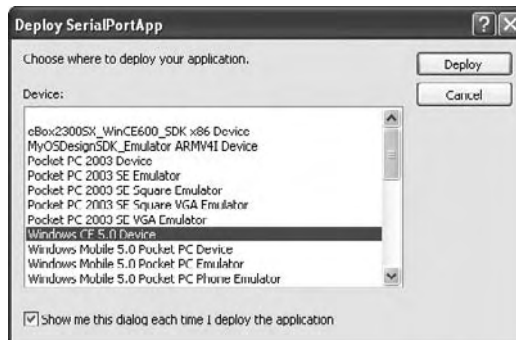 Deploy SerialPortApp
Choose where to deploy your application.
Deploy
Device:
Cancel
eBox2300SX_WinCE600_SDK x86 Device
MyOSDesignSDK_Emulator ARMV4I Device
Pocket PC 2003 Device
Pocket PC 2003 SE Emulator
Pocket PC 2003 SE Square Emulator
Pocket PC 2003 SE Square VGA Emulator
Pocket PC 2003 SE VGA Emulator
Windows CE 5.0 Device
Windows Mobile 5.0 Pocket PC Device
Windows Mobile 5.0 Pocket PC Emulator
Windows Mobile 5.0 Pocket PC Phone Emulator
Show me this dialog each time I deploy the application